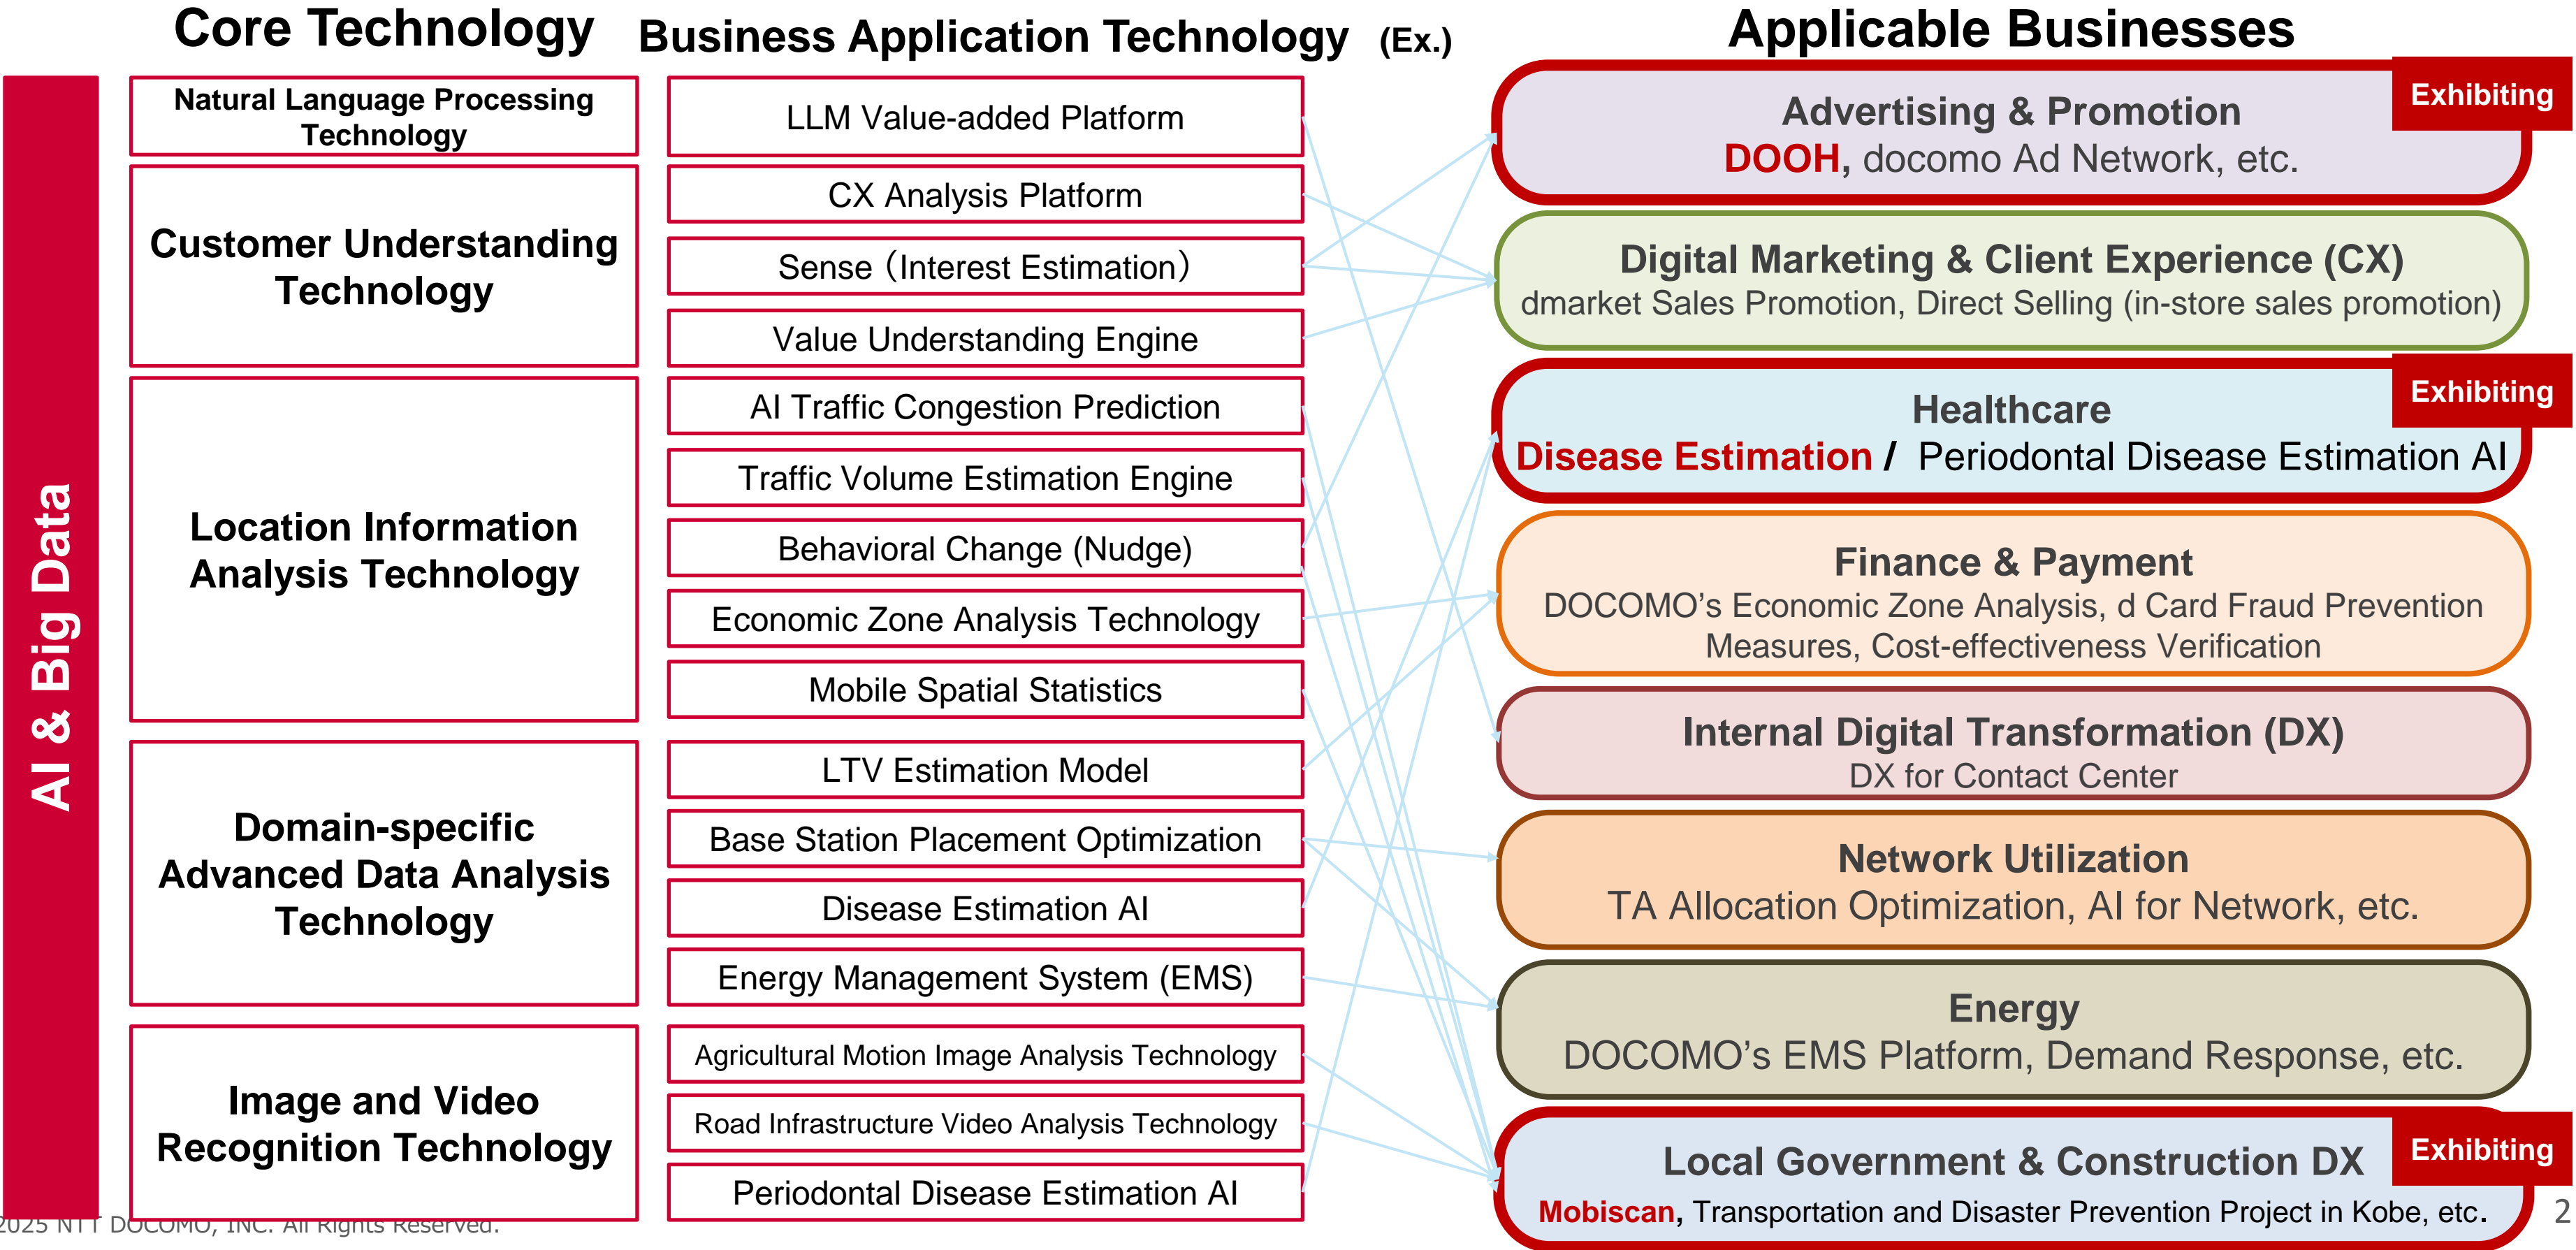 Core Technology
Business Application Technology (Ex.)
Applicable Businesses
AI & Big Data
Natural Language Processing
Technology
Customer Understanding
Technology
Location Information
Analysis Technology
Domain-specific
Advanced Data Analysis
Technology
Image and Video
Recognition Technology
LLM Value-added Platform
CX Analysis Platform
Sense（Interest Estimation）
Value Understanding Engine
AI Traffic Congestion Prediction
Traffic Volume Estimation Engine
Behavioral Change (Nudge)
Economic Zone Analysis Technology
Mobile Spatial Statistics
LTV Estimation Model
Base Station Placement Optimization
Disease Estimation AI
Energy Management System (EMS)
Agricultural Motion Image Analysis Technology
Road Infrastructure Video Analysis Technology
Periodontal Disease Estimation AI
Exhibiting
Advertising & Promotion
DOOH, docomo Ad Network, etc.
Digital Marketing & Client Experience (CX)
dmarket Sales Promotion, Direct Selling (in-store sales promotion)
Exhibiting
Healthcare
Disease Estimation / Periodontal Disease Estimation AI
Finance & Payment
DOCOMO’s Economic Zone Analysis, d Card Fraud Prevention
Measures, Cost-effectiveness Verification
Internal Digital Transformation (DX)
DX for Contact Center
Network Utilization
TA Allocation Optimization, AI for Network, etc.
Energy
DOCOMO’s EMS Platform, Demand Response, etc.
Exhibiting
Local Government & Construction DX
Mobiscan, Transportation and Disaster Prevention Project in Kobe, etc.
2025 NTT DOCOMO, INC. All Rights Reserved.
2